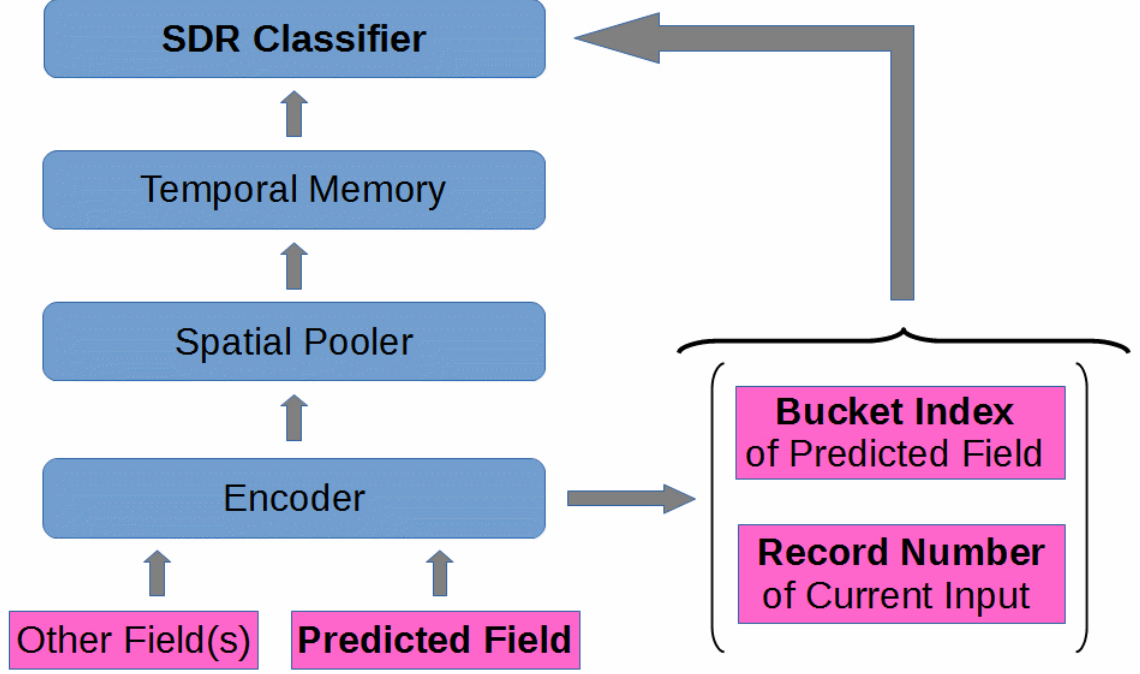 SDR Classifier
Temporal Memory
Spatial Pooler
Encoder
Other Field(s)
Predicted Field
Bucket Index
of Predicted Field
Record Number
of Current Input